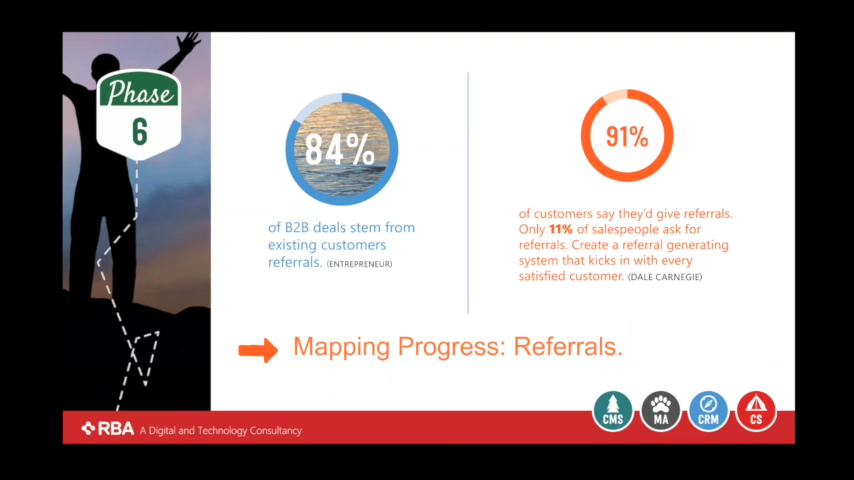 Phase
6
84%
of B2B deals stem from
existing customers
referrals. (ENTREPRENEUR)
91%
of customers say they'd give referrals.
Only 11% of salespeople ask for
referrals. Create a referral generating
system that kicks in with every
satisfied customer. (DALE CARNEGIE)
Mapping Progress: Referrals.
CMS
MA
CRM
CS
RBA A Digital and Technology Consultancy